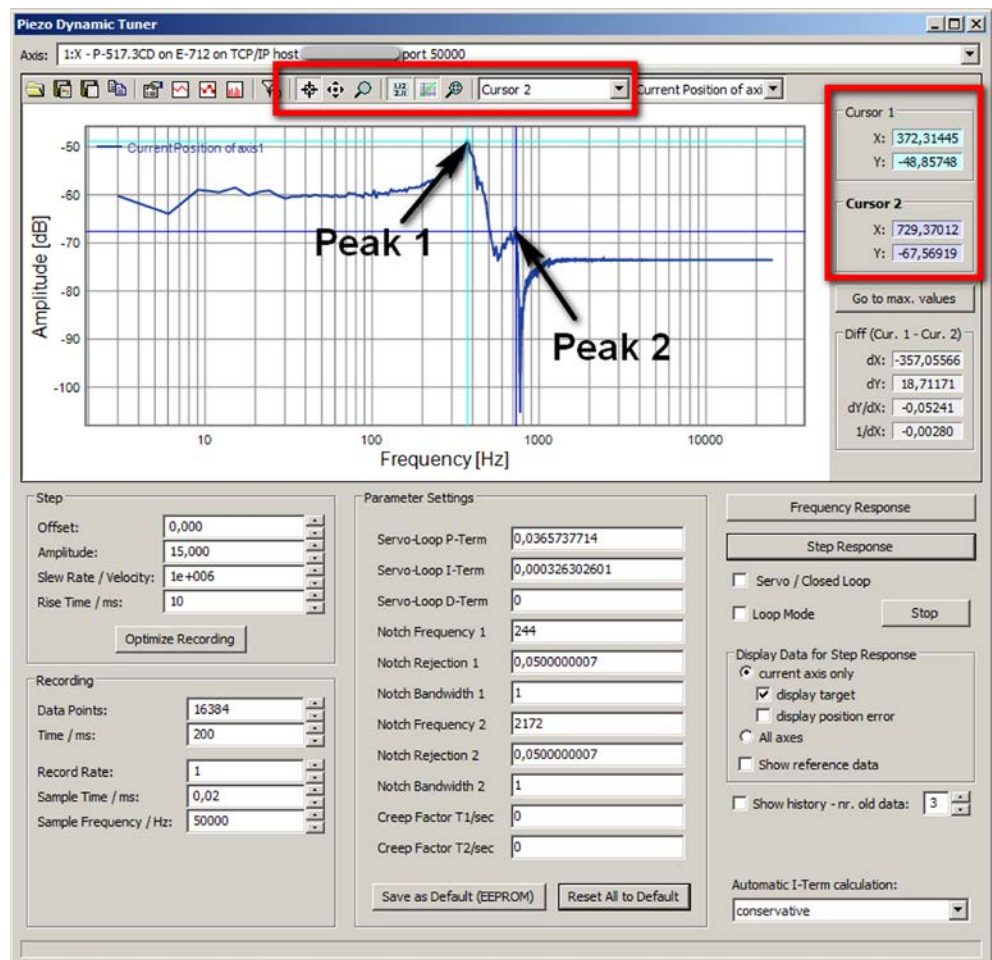 Piezo Dynamic Tuner
Axis: 1:X - P-517.3CD on E-712 on TCP/IP host port 50000
Cursor 2
Current Position of axi
CurrentPosition of axis1
Peak 1
Peak 2
Amplitude [dB]
-50
-60
-70
-80
-90
-100
10
100
1000
10000
Frequency [Hz]
Cursor 1
X: 372,31445
Y: -48,85748
Cursor 2
X: 729,37012
Y: -67,56919
Go to max. values
Diff (Cur. 1 - Cur. 2)
dX: -357,05566
dY: 18,71171
dY/dX: -0,05241
1/dX: -0,00280
Step
Offset: 0,000
Amplitude: 15,000
Slew Rate / Velocity: 1e+006
Rise Time / ms: 10
Optimize Recording
Recording
Data Points: 16384
Time / ms: 200
Record Rate: 1
Sample Time / ms: 0,02
Sample Frequency / Hz: 50000
Parameter Settings
Servo-Loop P-Term 0,0365737714
Servo-Loop I-Term 0,000326302601
Servo-Loop D-Term 0
Notch Frequency 1 244
Notch Rejection 1 0,0500000007
Notch Bandwidth 1 1
Notch Frequency 2 2172
Notch Rejection 2 0,0500000007
Notch Bandwidth 2 1
Creep Factor T1/sec 0
Creep Factor T2/sec 0
Save as Default (EEPROM)
Reset All to Default
Frequency Response
Step Response
Servo / Closed Loop
Loop Mode
Stop
Display Data for Step Response
current axis only
display target
display position error
All axes
Show reference data
Show history - nr. old data: 3
Automatic I-Term calculation:
conservative